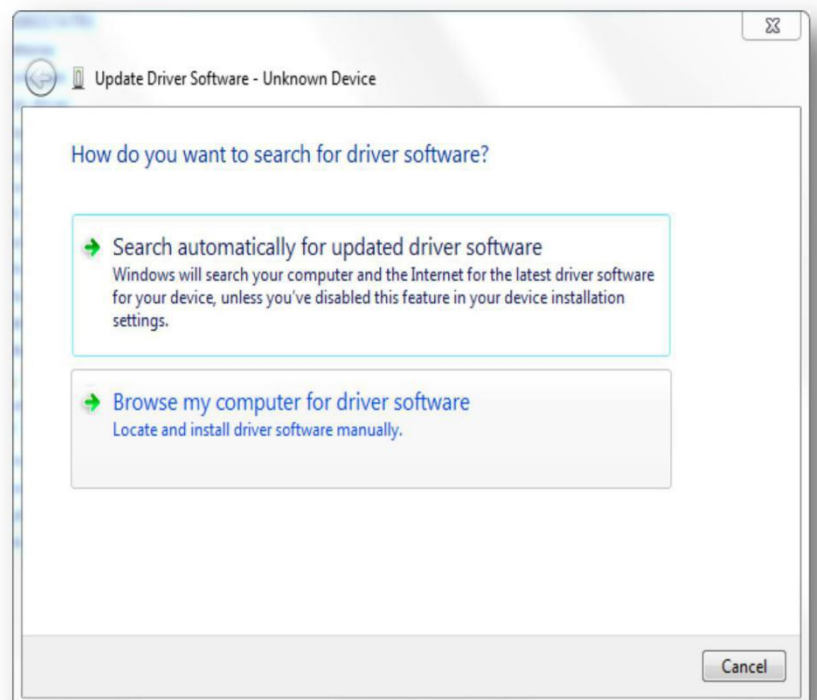 Update Driver Software - Unknown Device
How do you want to search for driver software?
Search automatically for updated driver software
Windows will search your computer and the Internet for the latest driver software
for your device, unless you've disabled this feature in your device installation
settings.
Browse my computer for driver software
Locate and install driver software manually.
Cancel